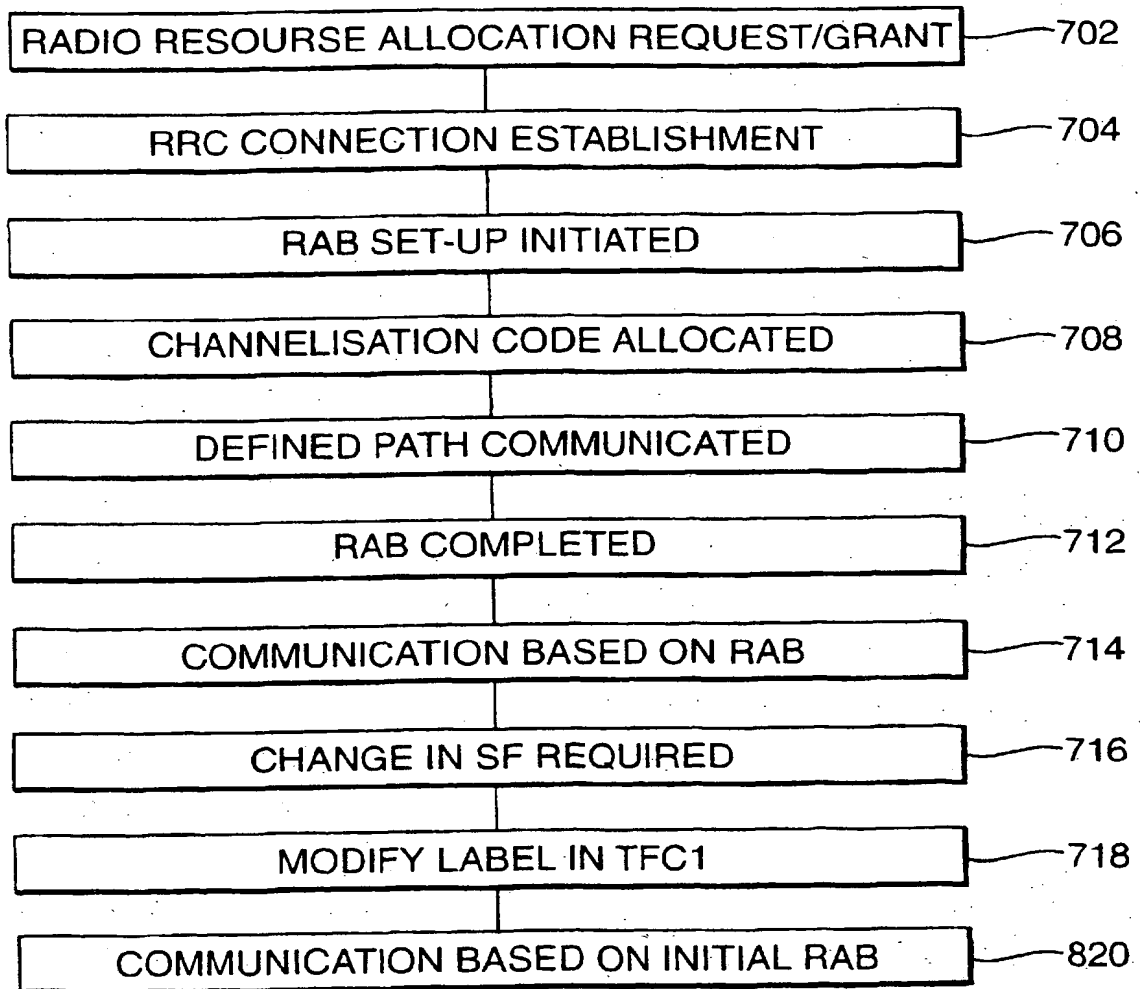 RADIO RESOURSE ALLOCATION REQUEST/GRANT 702
RRC CONNECTION ESTABLISHMENT 704
RAB SET-UP INITIATED 706
CHANNELISATION CODE ALLOCATED 708
DEFINED PATH COMMUNICATED 710
RAB COMPLETED 712
COMMUNICATION BASED ON RAB 714
CHANGE IN SF REQUIRED 716
MODIFY LABEL IN TFC1 718
COMMUNICATION BASED ON INITIAL RAB 820